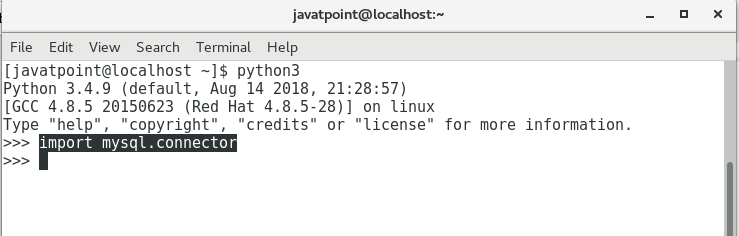 javatpoint@localhost:~
File Edit View Search Terminal Help
[javatpoint@localhost ~]$ python3
Python 3.4.9 (default, Aug 14 2018, 21:28:57)
[GCC 4.8.5 20150623 (Red Hat 4.8.5-28)] on linux
Type "help", "copyright", "credits" or "license" for more information.
>>> import mysql.connector
>>>